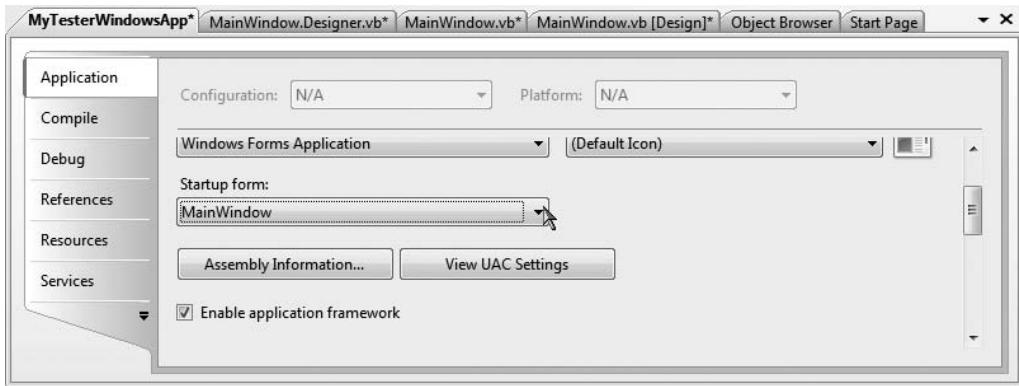 MyTesterWindowsApp* MainWindow.Designer.vb* MainWindow.vb* MainWindow.vb [Design]* Object Browser Start Page
Application
Compile
Debug
References
Resources
Services
Configuration: N/A Platform: N/A
Windows Forms Application (Default Icon)
Startup form:
MainWindow
Assembly Information... View UAC Settings
Enable application framework